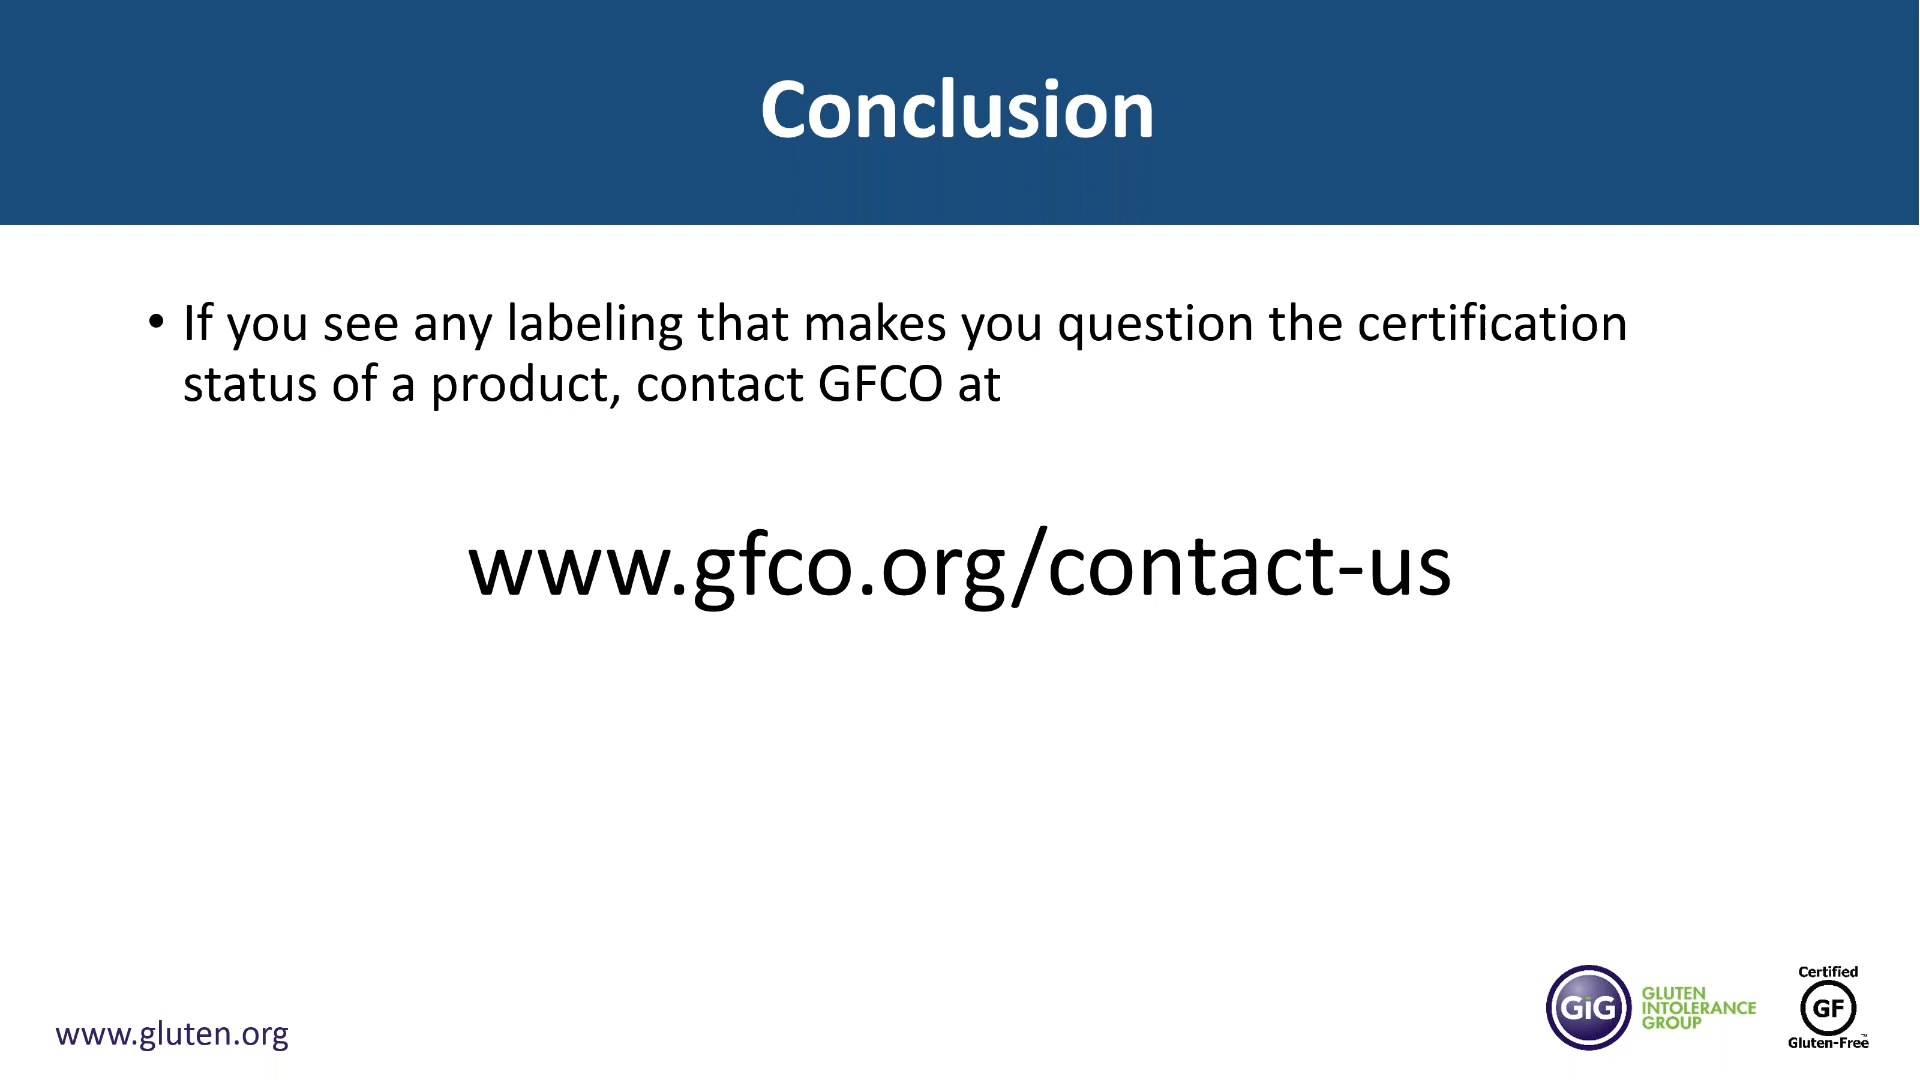 Conclusion
• If you see any labeling that makes you question the certification
status of a product, contact GFCO at
www.gfco.org/contact-us
www.gluten.org
GiG
GLUTEN
INTOLERANCE
GROUP
Certified
GF
Gluten-Free™